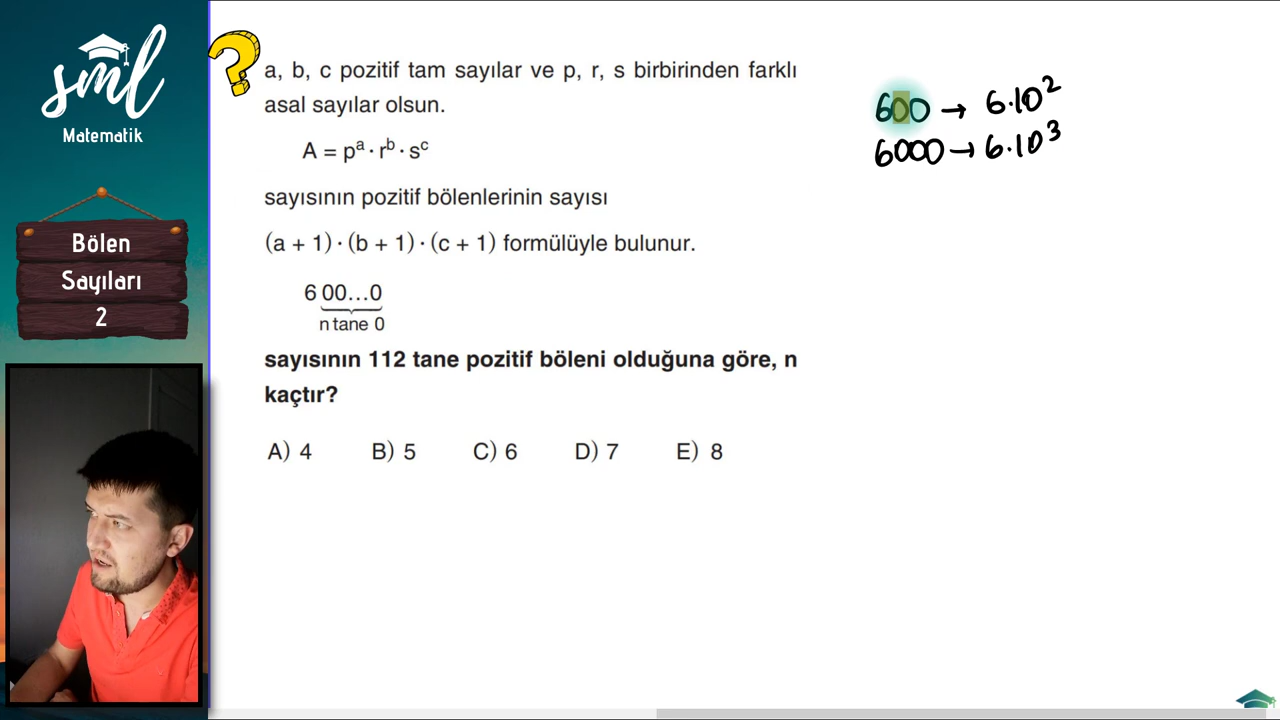 sml
Matematik
Bölen
Sayıları
2
?
a, b, c pozitif tam sayılar ve p, r, s birbirinden farklı
asal sayılar olsun.
A = pᵃ · rᵇ · sᶜ
sayısının pozitif bölenlerinin sayısı
(a + 1) · (b + 1) · (c + 1) formülüyle bulunur.
6 00...0
n tane 0
sayısının 112 tane pozitif böleni olduğuna göre, n
kaçtır?
A) 4 B) 5 C) 6 D) 7 E) 8
600 → 6·10²
6000 → 6·10³